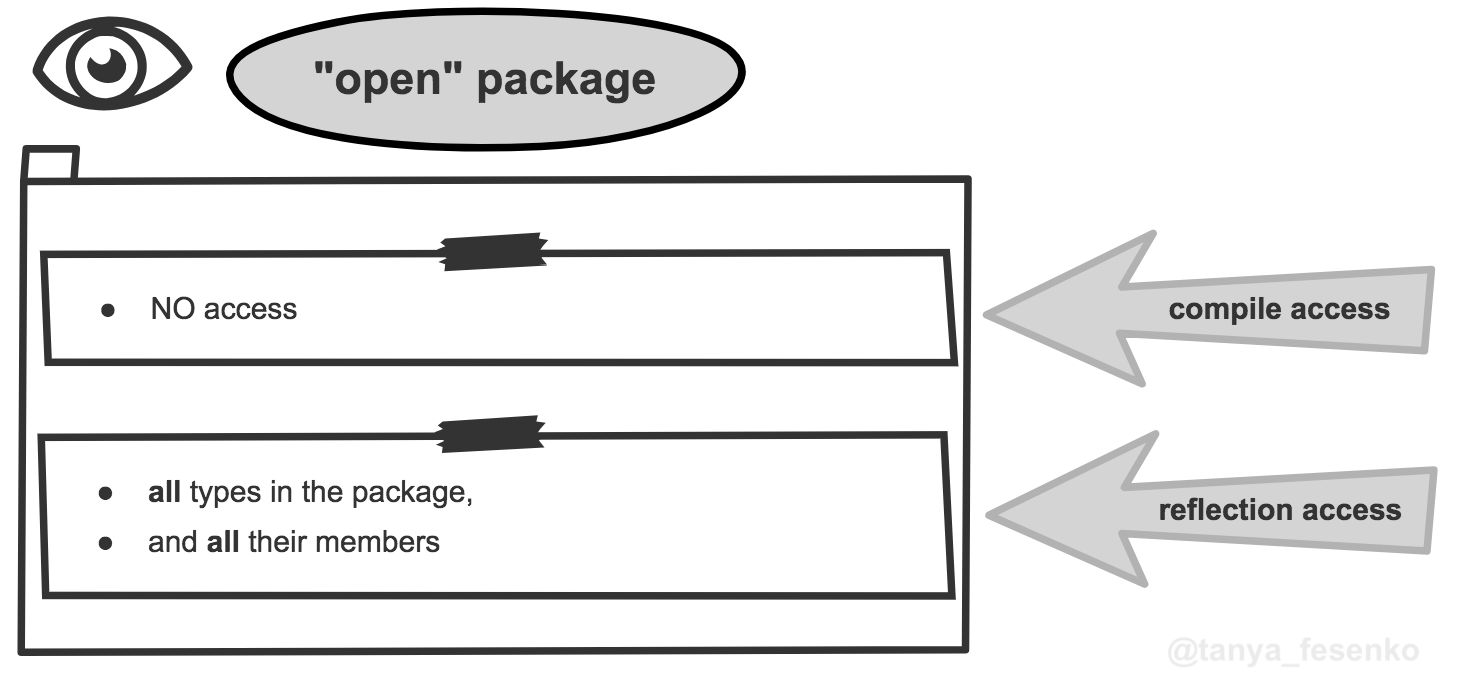 "open" package
● NO access
compile access
● all types in the package,
● and all their members
reflection access
@tanya_fesenko